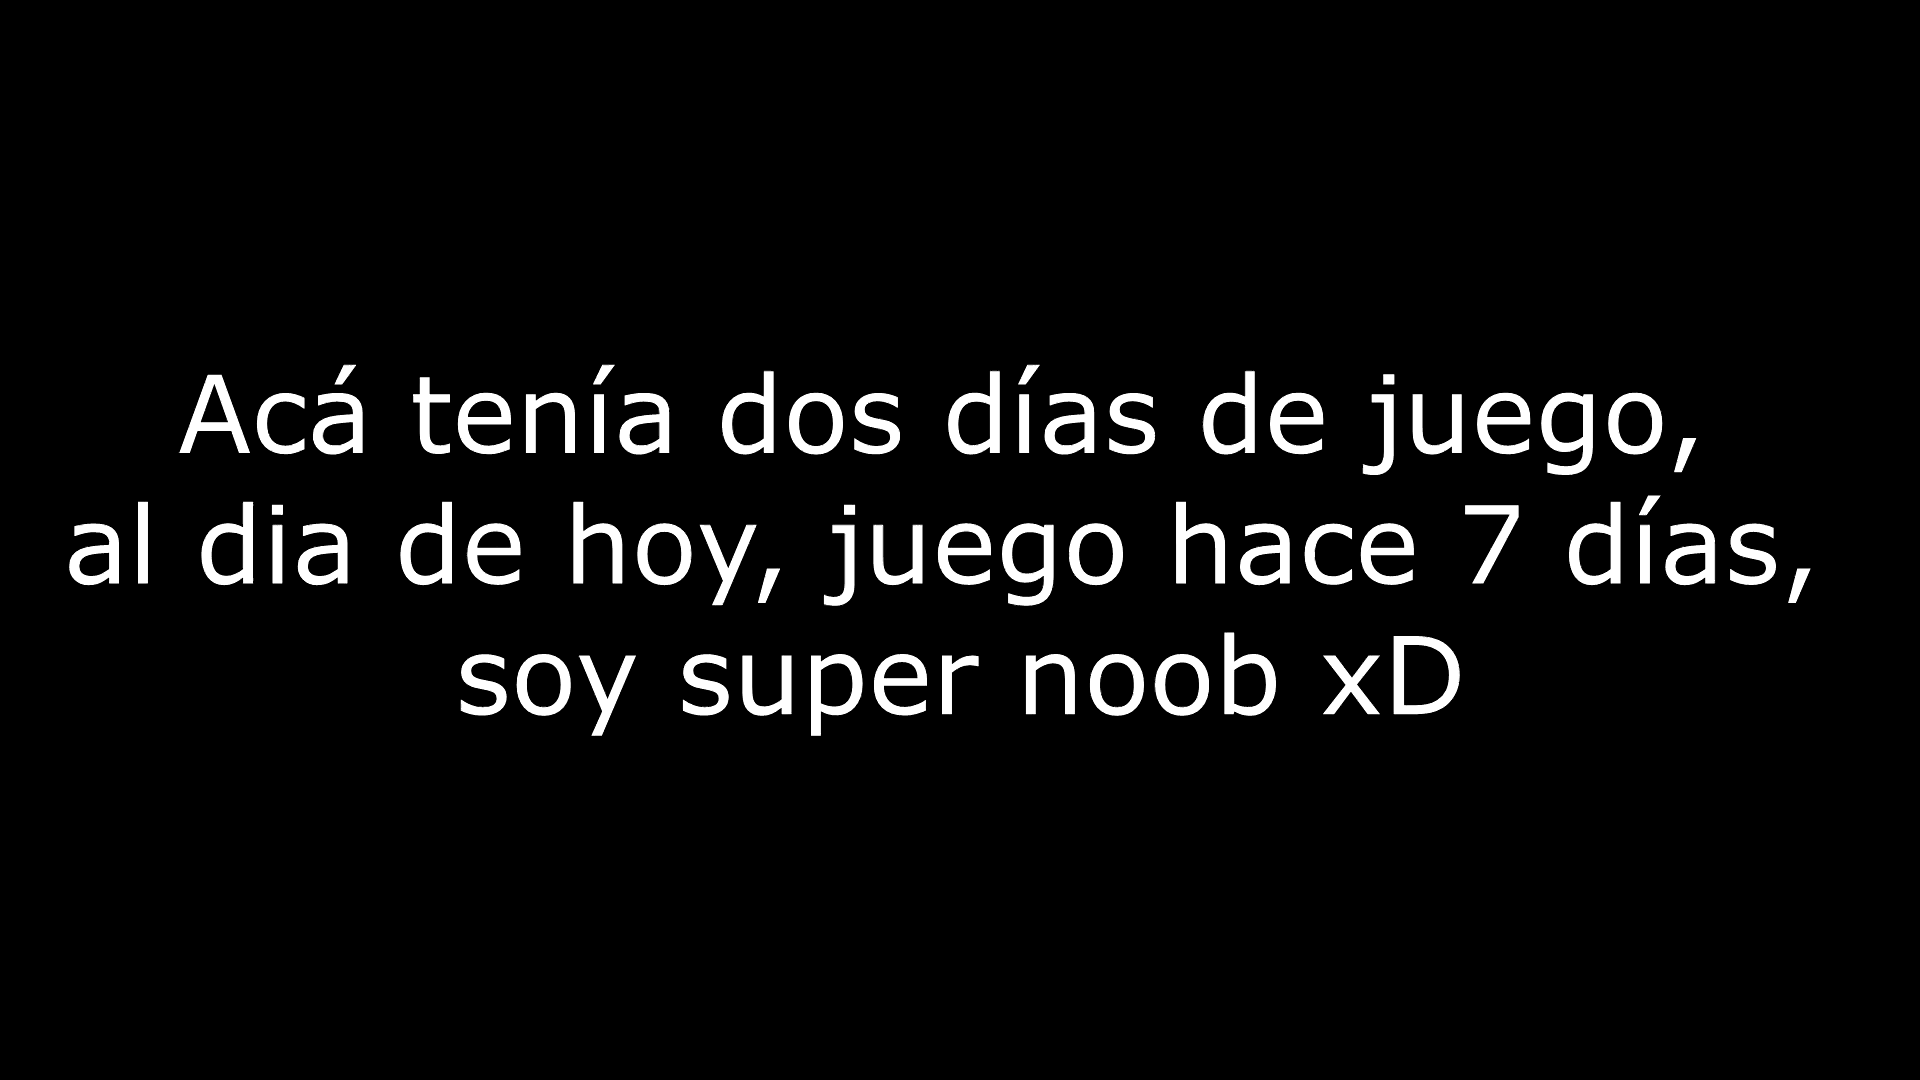 Acá tenía dos días de juego,
al dia de hoy, juego hace 7 días,
soy super noob xD